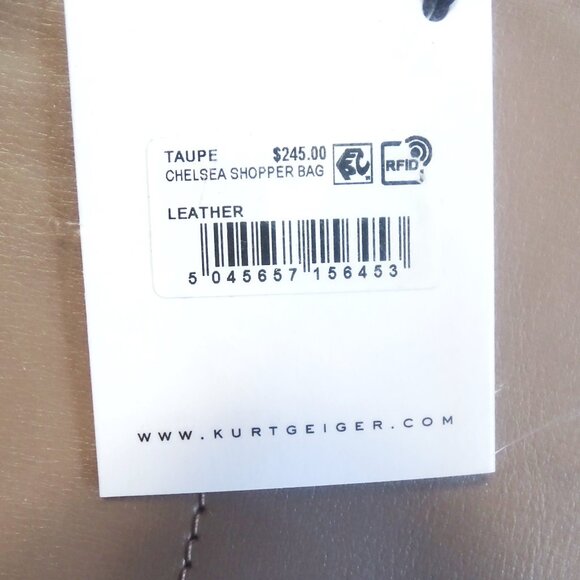 TAUPE $245.00
CHELSEA SHOPPER BAG
RFID
LEATHER
5 045657 156453
WWW.KURTGEIGER.COM